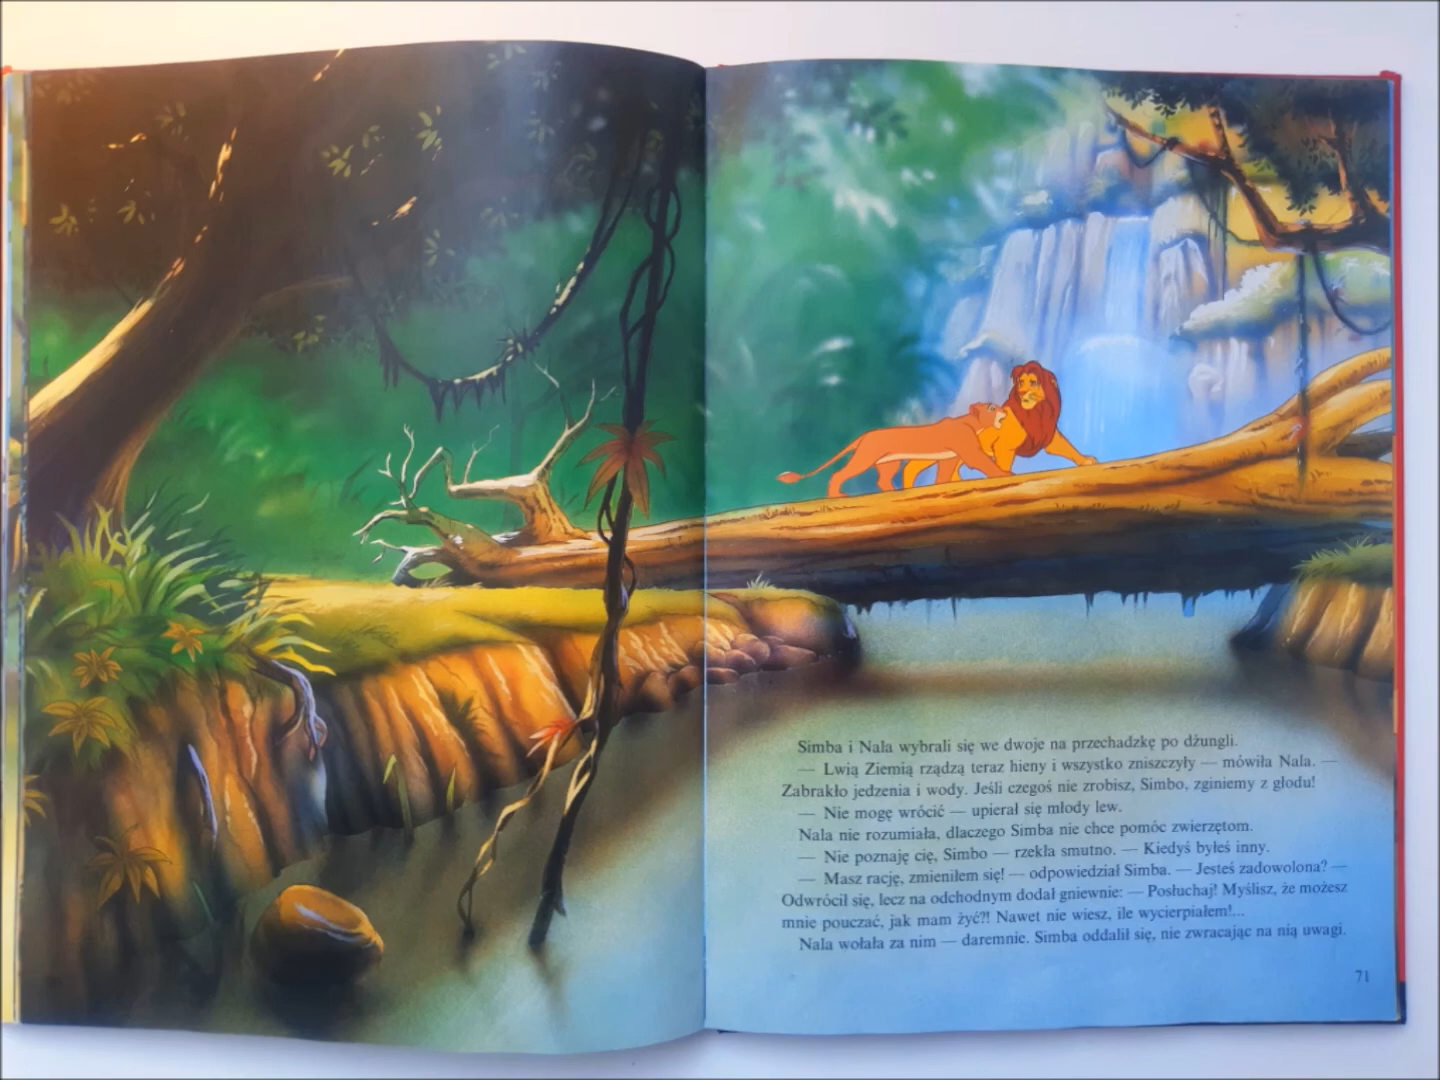 Simba i Nala wybrali się we dwoje na przechadzkę po dżungli.
— Lwią Ziemią rządzą teraz hieny i wszystko zniszczyły — mówiła Nala. —
Zabrakło jedzenia i wody. Jeśli czegoś nie zrobisz, Simbo, zginiemy z głodu!
— Nie mogę wrócić — upierał się młody lew.
Nala nie rozumiała, dlaczego Simba nie chce pomóc zwierzętom.
— Nie poznaję cię, Simbo — rzekła smutno. — Kiedyś byłeś inny.
— Masz rację, zmieniłem się! — odpowiedział Simba. — Jesteś zadowolona? —
Odwrócił się, lecz na odchodnym dodał gniewnie: — Posłuchaj! Myślisz, że możesz
mnie pouczać, jak mam żyć?! Nawet nie wiesz, ile wycierpiałem!...
Nala wołała za nim — daremnie. Simba oddalił się, nie zwracając na nią uwagi.
71